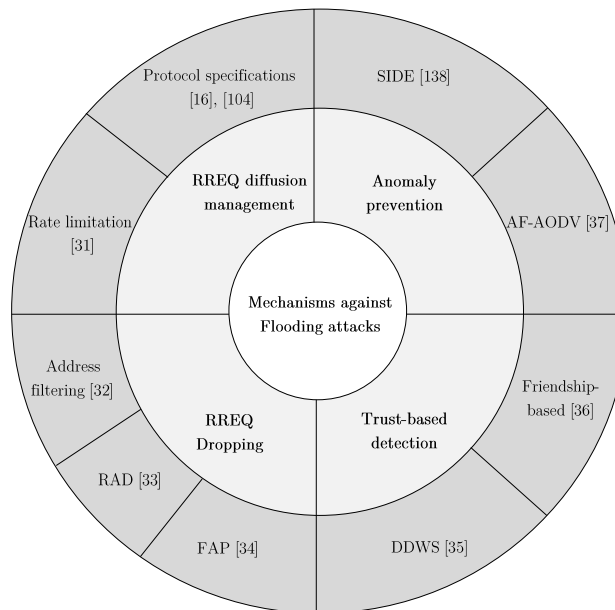 Protocol specifications
[16], [104]
SIDE [138]
RREQ diffusion
management
Anomaly
prevention
Rate limitation
[31]
AF-AODV [37]
Mechanisms against
Flooding attacks
Address
filtering [32]
Friendship-
based [36]
RREQ
Dropping
Trust-based
detection
RAD [33]
FAP [34]
DDWS [35]